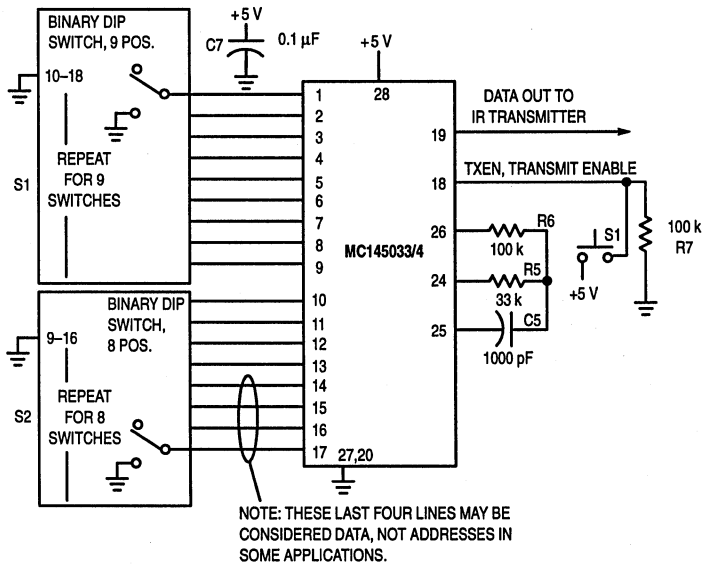 BINARY DIP
SWITCH, 9 POS.
10–18
REPEAT
FOR 9
SWITCHES
S1
+5 V
C7
0.1 µF
+5 V
28
1
2
3
4
5
6
7
8
9
10
11
12
13
14
15
16
17
27,20
MC145033/4
19
18
26
24
25
DATA OUT TO
IR TRANSMITTER
TXEN, TRANSMIT ENABLE
R6
100 k
R5
33 k
C5
1000 pF
S1
+5 V
100 k
R7
BINARY DIP
SWITCH,
8 POS.
9–16
REPEAT
FOR 8
SWITCHES
S2
NOTE: THESE LAST FOUR LINES MAY BE
CONSIDERED DATA, NOT ADDRESSES IN
SOME APPLICATIONS.